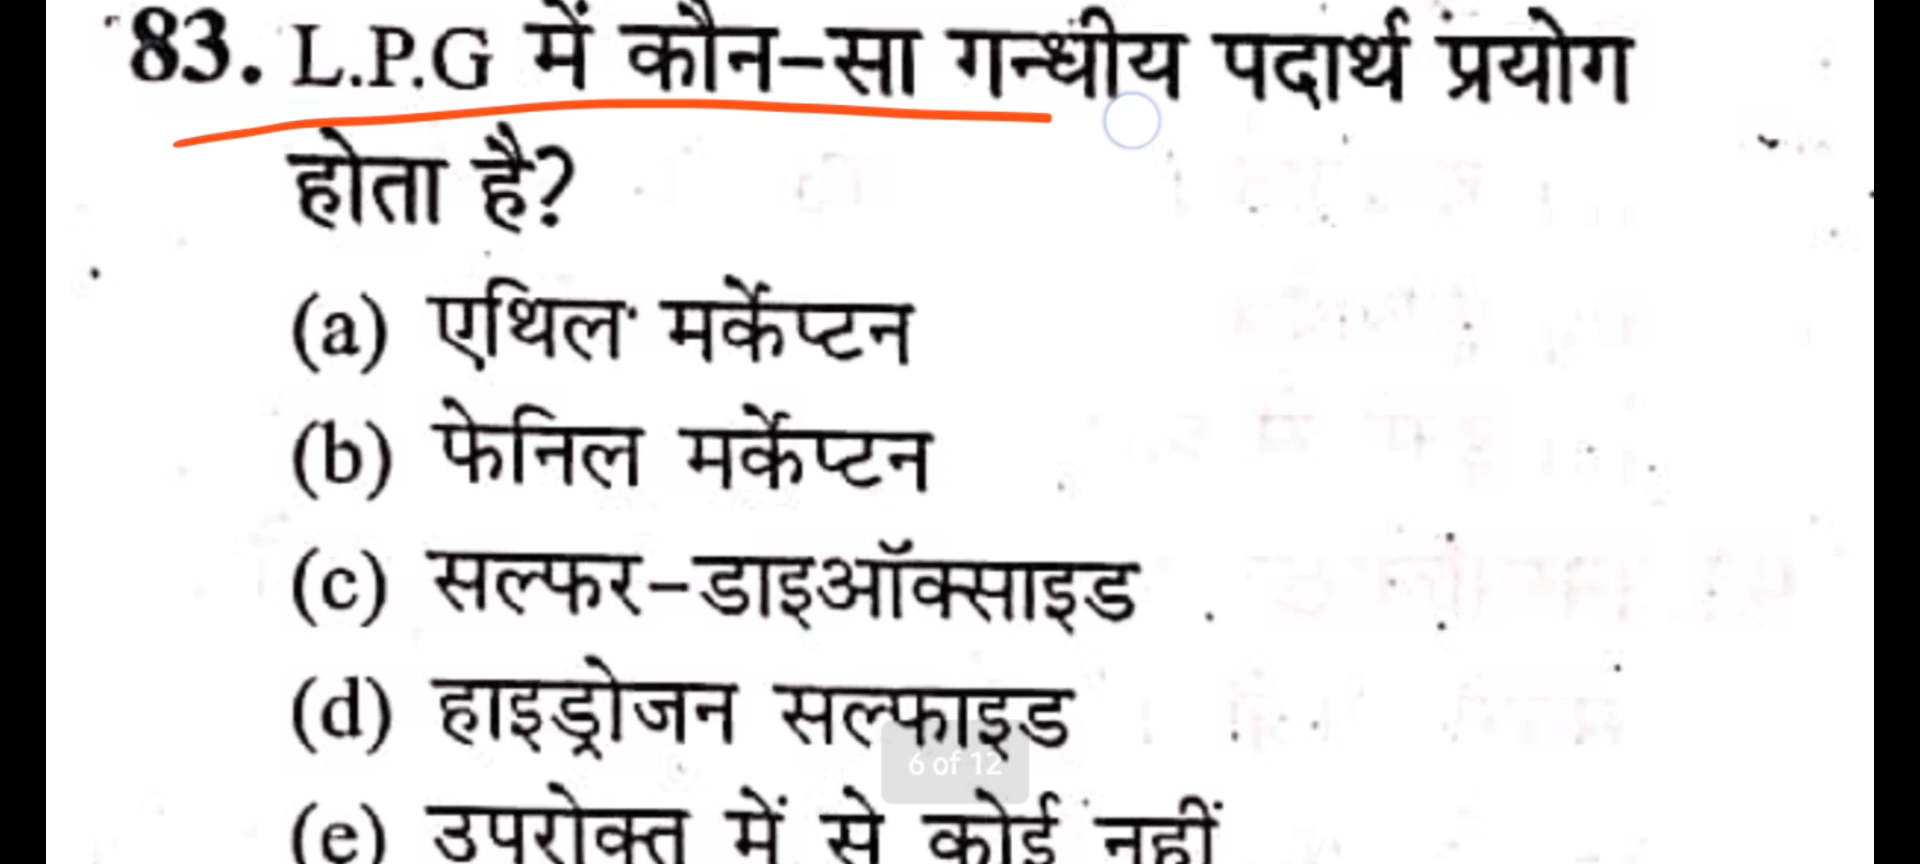 83. L.P.G में कौन-सा गन्धीय पदार्थ प्रयोग
होता है?
(a) एथिल मर्केप्टन
(b) फेनिल मर्केप्टन
(c) सल्फर-डाइऑक्साइड
(d) हाइड्रोजन सल्फाइड
6 of 12
(e) उपरोक्त में से कोई नहीं